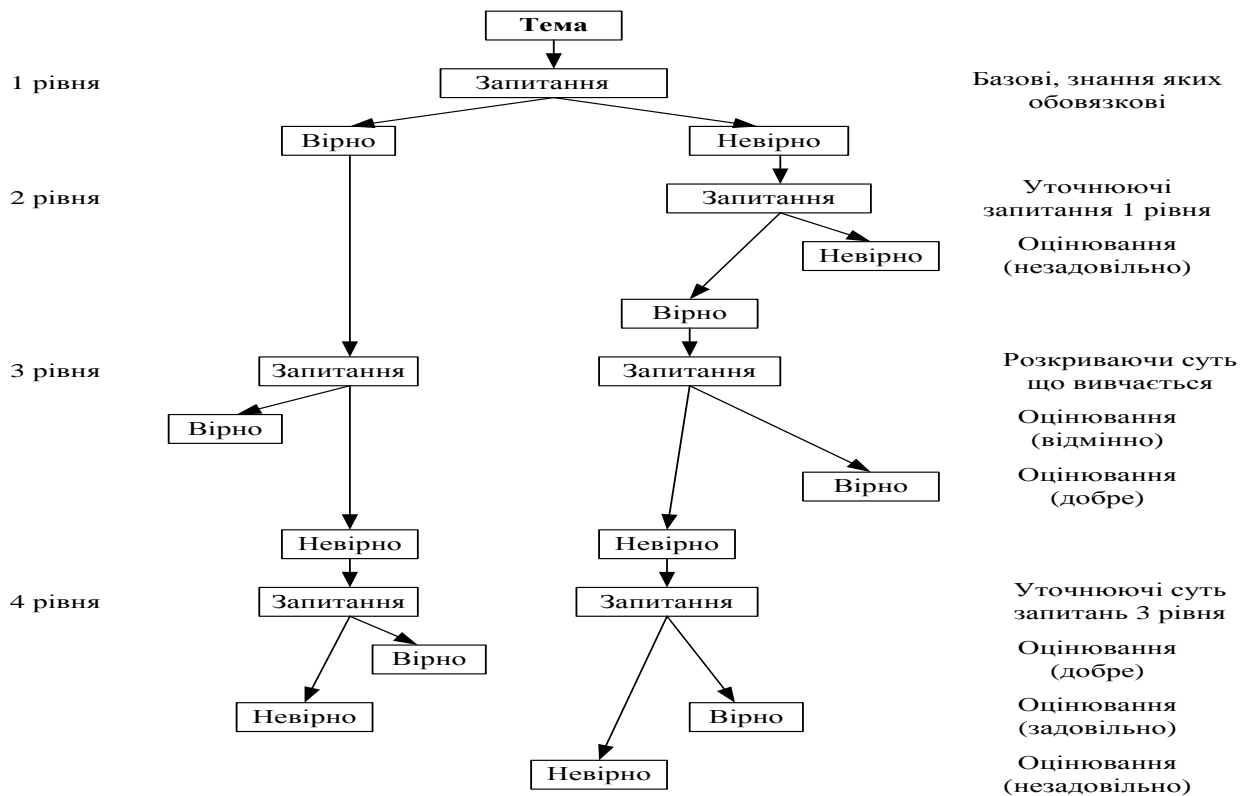 Тема
1 рівня
Запитання
Базові, знання яких
обовязкові
Вірно
Невірно
2 рівня
Запитання
Уточнюючі
запитання 1 рівня
Невірно
Оцінювання
(незадовільно)
Вірно
3 рівня
Запитання
Запитання
Розкриваючи суть
що вивчається
Вірно
Оцінювання
(відмінно)
Вірно
Оцінювання
(добре)
Невірно
Невірно
4 рівня
Запитання
Запитання
Уточнюючі суть
запитань 3 рівня
Вірно
Оцінювання
(добре)
Невірно
Вірно
Оцінювання
(задовільно)
Невірно
Оцінювання
(незадовільно)